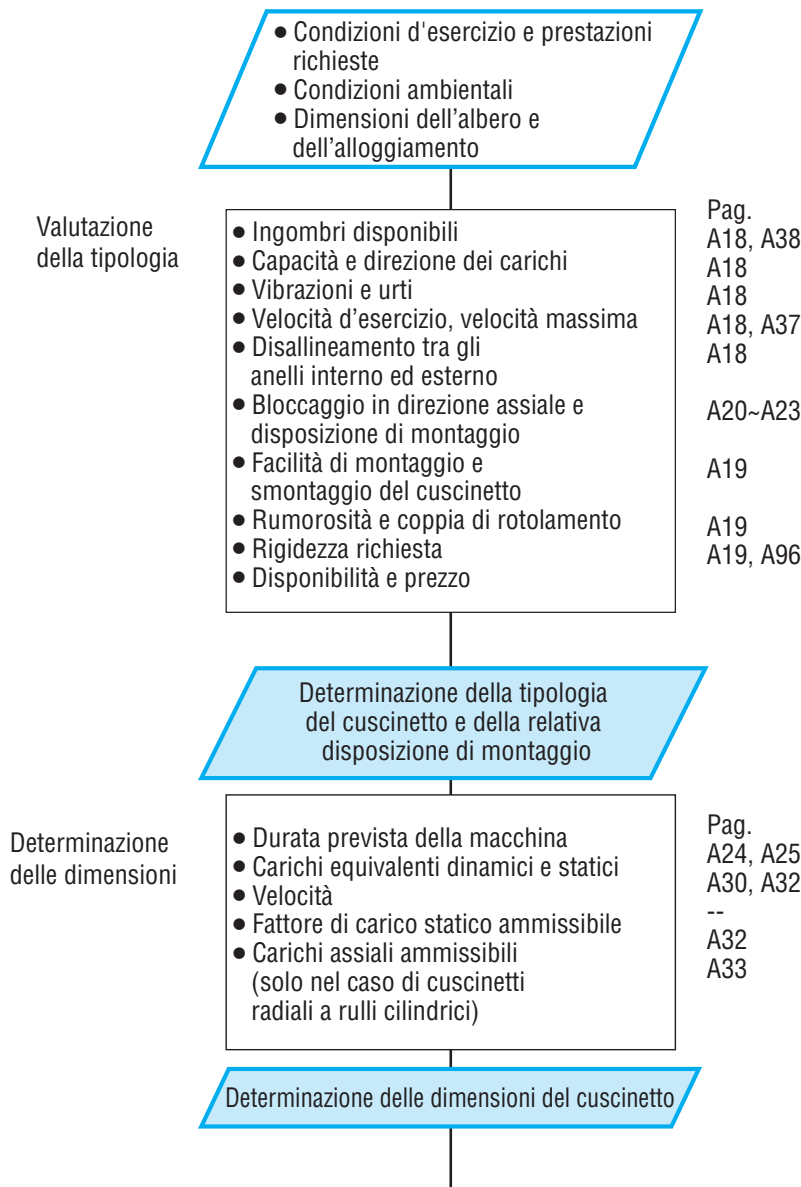 ● Condizioni d'esercizio e prestazioni
richieste
● Condizioni ambientali
● Dimensioni dell’albero e
dell’alloggiamento
Valutazione
della tipologia
● Ingombri disponibili
● Capacità e direzione dei carichi
● Vibrazioni e urti
● Velocità d’esercizio, velocità massima
● Disallineamento tra gli
anelli interno ed esterno
● Bloccaggio in direzione assiale e
disposizione di montaggio
● Facilità di montaggio e
smontaggio del cuscinetto
● Rumorosità e coppia di rotolamento
● Rigidezza richiesta
● Disponibilità e prezzo
Pag.
A18, A38
A18
A18
A18, A37
A18
A20~A23
A19
A19
A19, A96
Determinazione della tipologia
del cuscinetto e della relativa
disposizione di montaggio
Determinazione
delle dimensioni
● Durata prevista della macchina
● Carichi equivalenti dinamici e statici
● Velocità
● Fattore di carico statico ammissibile
● Carichi assiali ammissibili
(solo nel caso di cuscinetti
radiali a rulli cilindrici)
Pag.
A24, A25
A30, A32
--
A32
A33
Determinazione delle dimensioni del cuscinetto